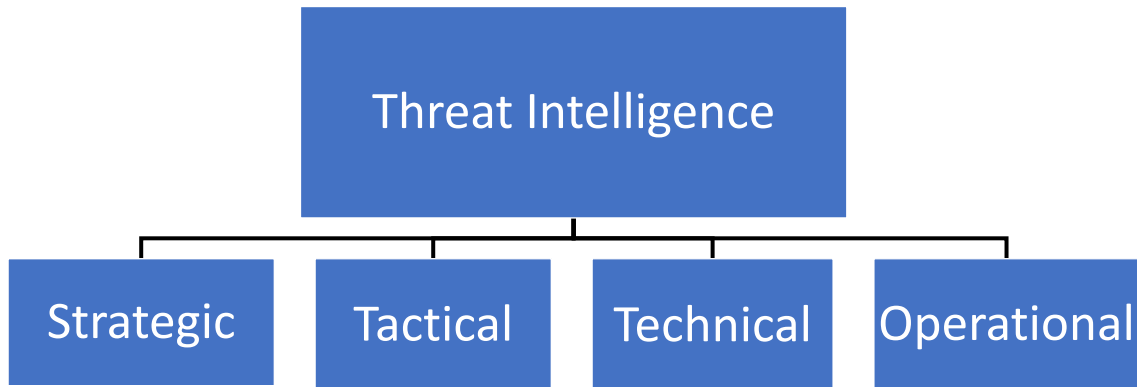 Threat Intelligence
Strategic
Tactical
Technical
Operational